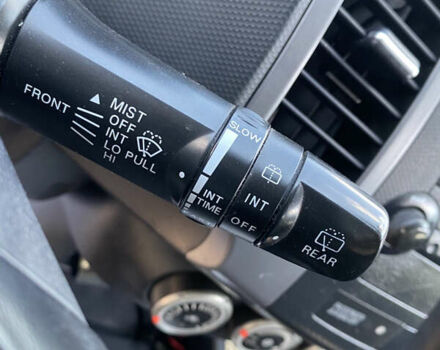 FRONT
MIST
OFF
INT
LO PULL
HI
SLOW
INT
TIME
INT
OFF
REAR